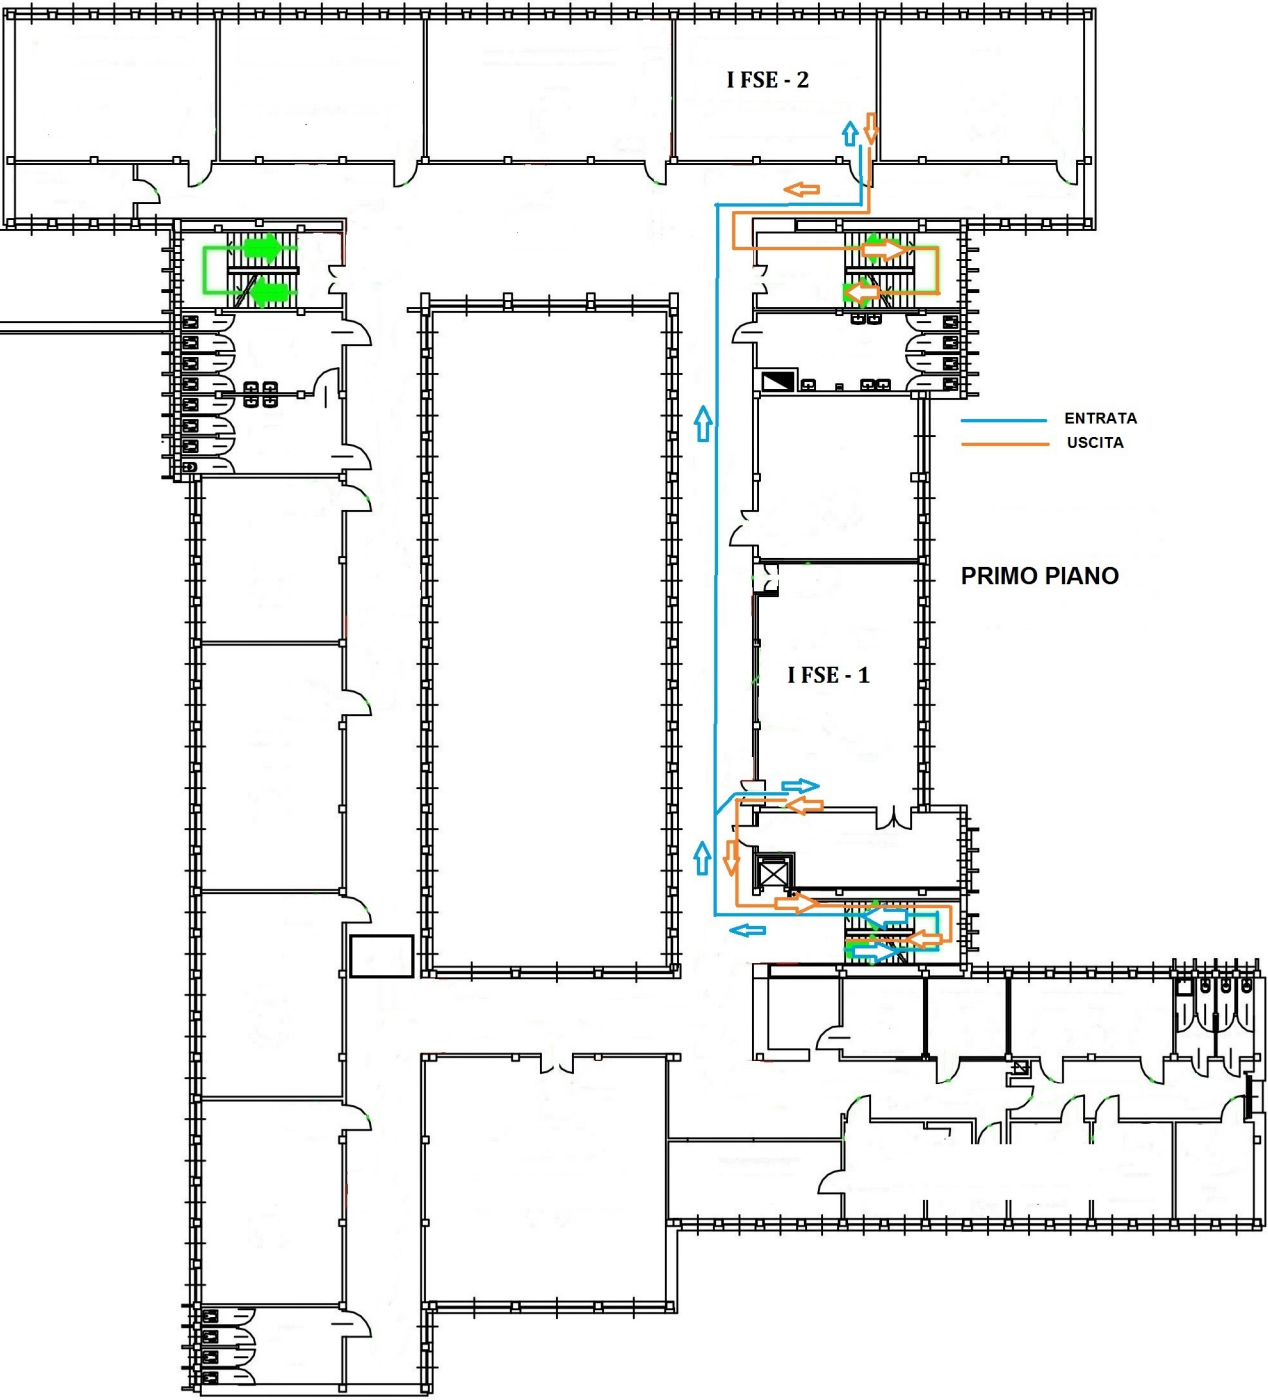 I FSE - 2
ENTRATA
USCITA
PRIMO PIANO
I FSE - 1